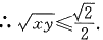 ∴ √xy ≤ √2/2.